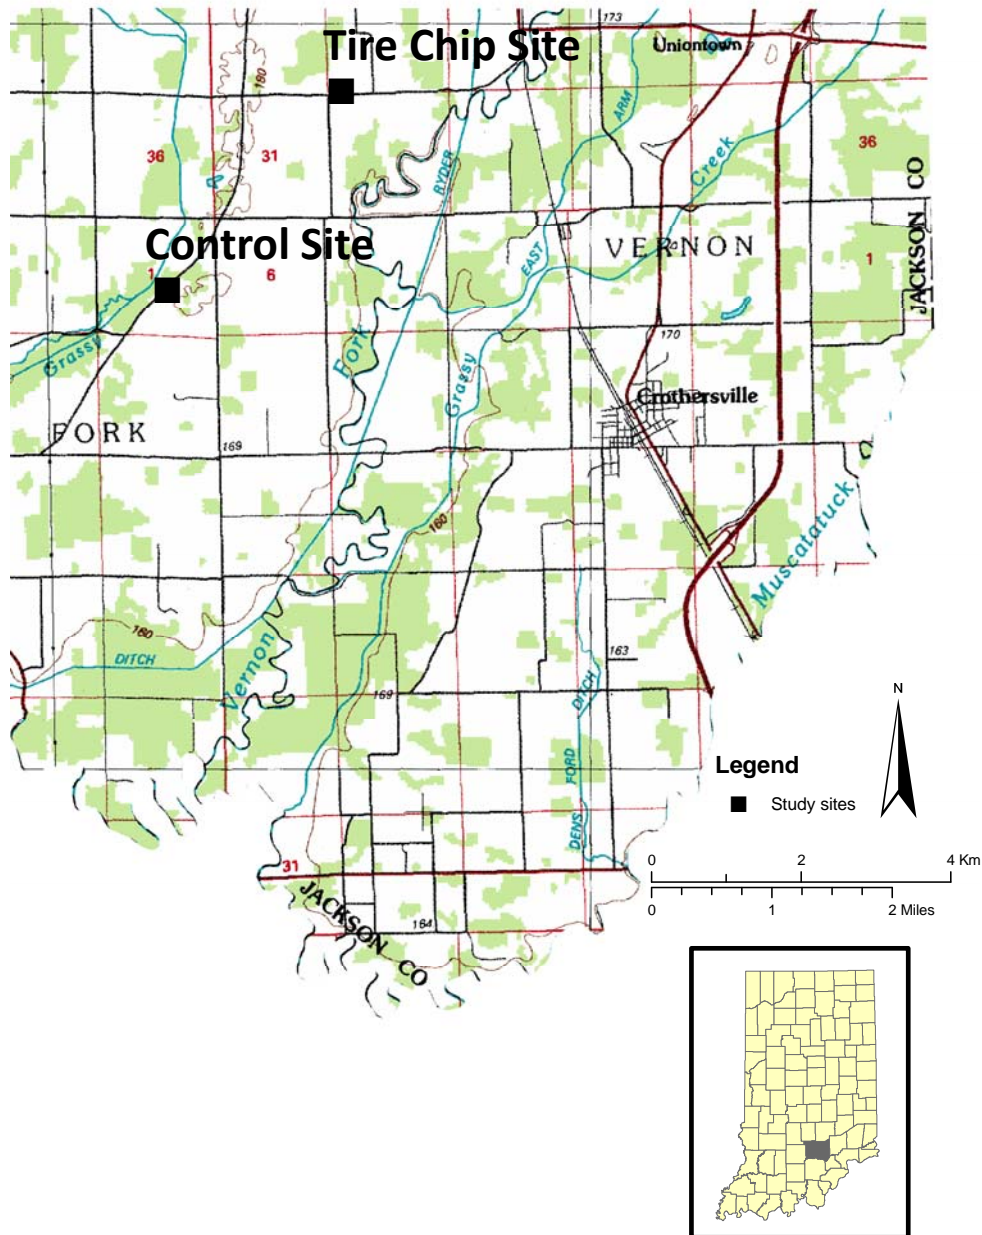 173
Tire Chip Site
Uniontown
180
ARM
36
31
36
RYDER
Creek
JACKSON CO
Control Site
EAST
VERNON
1
6
1
Grassy
Fork
170
Grassy
Crothersville
FORK
169
160
Muscatatuck
160
DITCH
163
Vernon
169
DITCH
N
Legend
Study sites
FORD
DENS
0 2 4 Km
31
0 1 2 Miles
JACKSON CO
164